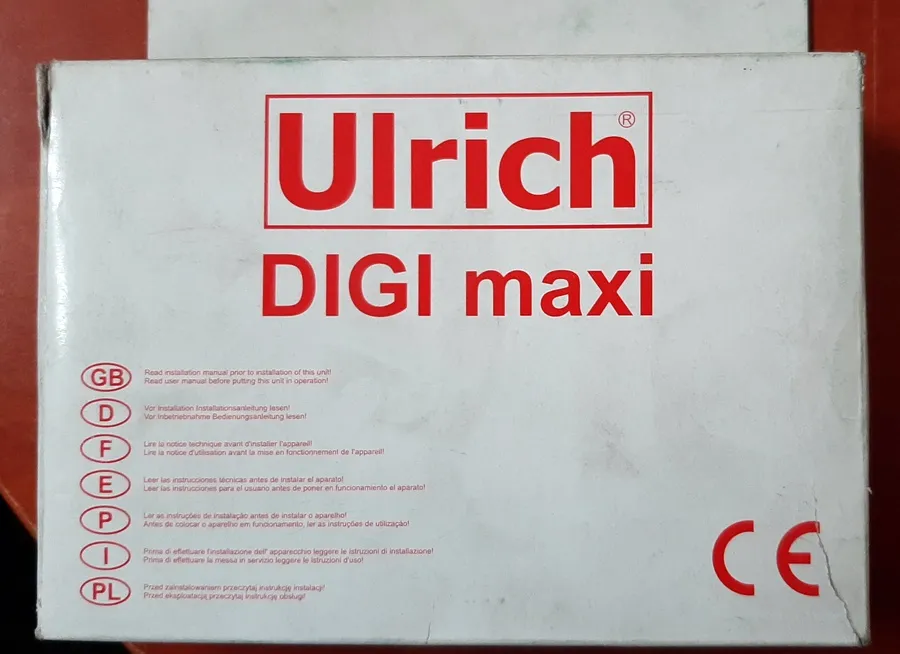 Ulrich®
DIGI maxi
GB
Read installation manual prior to installation of this unit!
Read user manual before putting this unit in operation!
D
Vor Installation Installationsanleitung lesen!
Vor Inbetriebnahme Bedienungsanleitung lesen!
F
Lire la notice technique avant d'installer l'appareil!
Lire la notice d'utilisation avant la mise en fonctionnement de l'appareil!
E
Leer las instrucciones técnicas antes de instalar el aparato!
Leer las instrucciones para el usuario antes de poner en funcionamiento el aparato!
P
Ler as instruções de instalação antes de instalar o aparelho!
Antes de colocar o aparelho em funcionamento, ler as instruções de utilização!
I
Prima di effettuare l'installazione dell' apparecchio leggere le istruzioni di installazione!
Prima di effettuare la messa in servizio leggere le istruzioni d'uso!
PL
Przed zainstalowaniem przeczytaj instrukcję instalacji!
Przed eksploatacją przeczytaj instrukcję obsługi!
CE